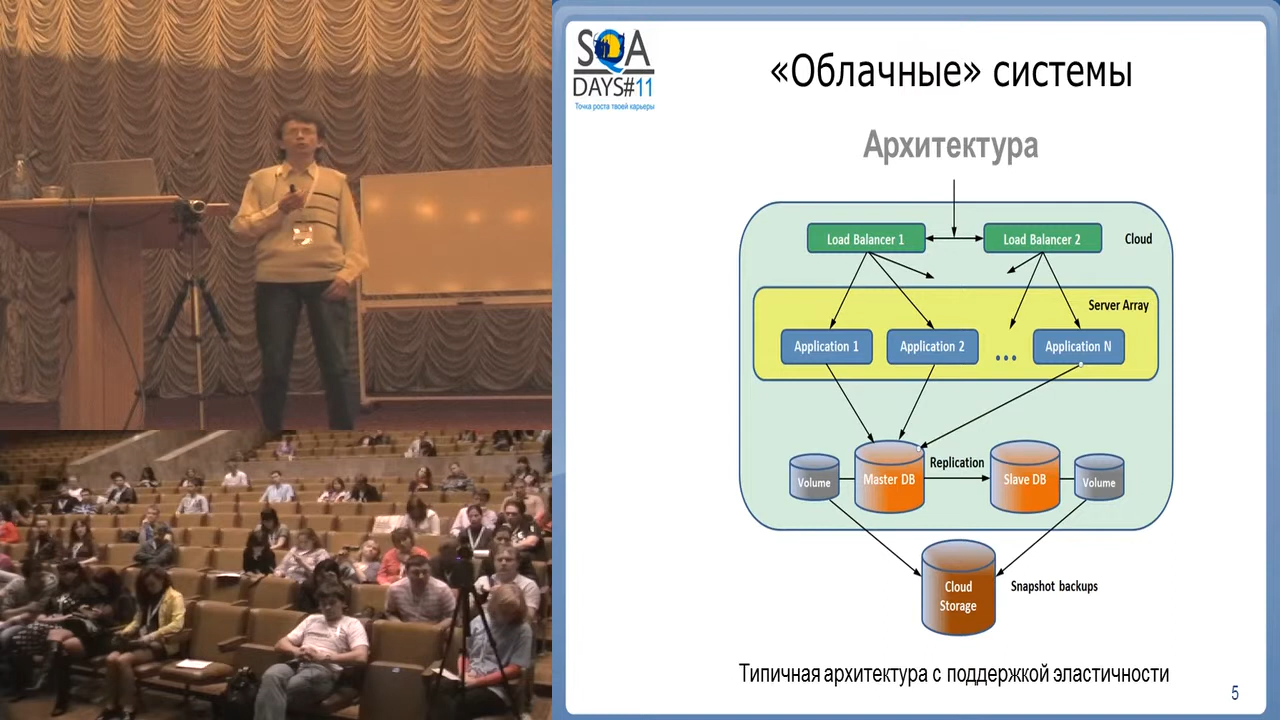 SQA
DAYS#11
Точка роста твоей карьеры
«Облачные» системы
Архитектура
Load Balancer 1
Load Balancer 2
Cloud
Server Array
Application 1
Application 2
...
Application N
Volume
Master DB
Replication
Slave DB
Volume
Cloud
Storage
Snapshot backups
Типичная архитектура с поддержкой эластичности
5